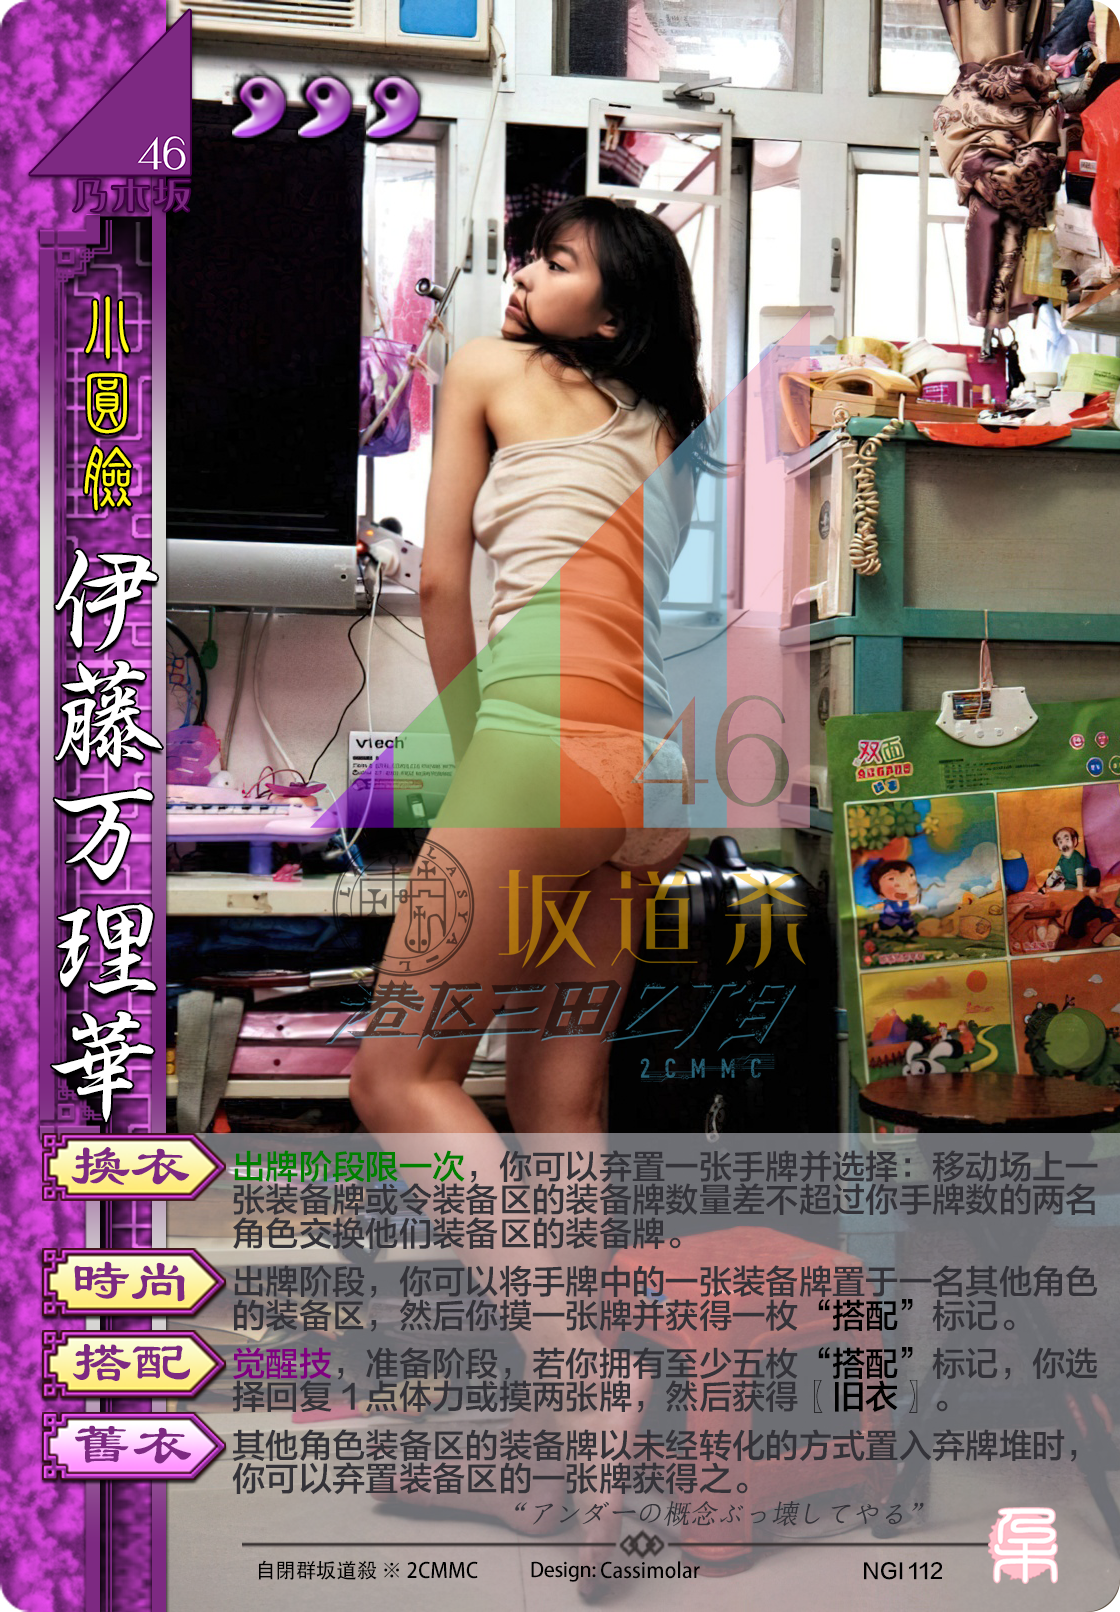 46
乃木坂
小圓臉
伊藤万理華
vtech
双面
46
坂道杀
港区三田乙丁目
2CMMC
換衣
出牌阶段限一次，你可以弃置一张手牌并选择：移动场上一
张装备牌或令装备区的装备牌数量差不超过你手牌数的两名
角色交换他们装备区的装备牌。
時尚
出牌阶段，你可以将手牌中的一张装备牌置于一名其他角色
的装备区，然后你摸一张牌并获得一枚“搭配”标记。
搭配
觉醒技，准备阶段，若你拥有至少五枚“搭配”标记，你选
择回复1点体力或摸两张牌，然后获得〖旧衣〗。
舊衣
其他角色装备区的装备牌以未经转化的方式置入弃牌堆时，
你可以弃置装备区的一张牌获得之。
“アンダーの概念ぶっ壊してやる”
自閉群坂道殺 ※ 2CMMC Design: Cassimolar NGI 112